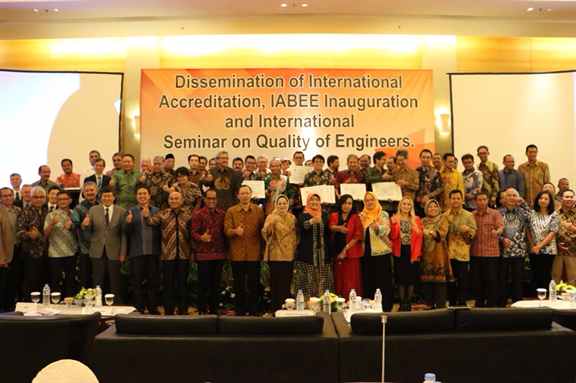 Dissemination of International
Accreditation, IABEE Inauguration
and International
Seminar on Quality of Engineers.